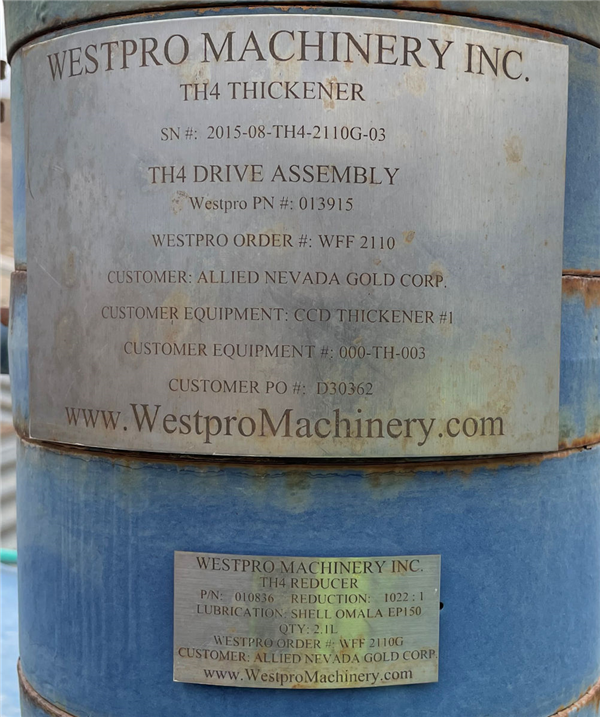 WESTPRO MACHINERY INC.
TH4 THICKENER
SN #: 2015-08-TH4-2110G-03
TH4 DRIVE ASSEMBLY
Westpro PN #: 013915
WESTPRO ORDER #: WFF 2110
CUSTOMER: ALLIED NEVADA GOLD CORP.
CUSTOMER EQUIPMENT: CCD THICKENER #1
CUSTOMER EQUIPMENT #: 000-TH-003
CUSTOMER PO #: D30362
www.WestproMachinery.com
WESTPRO MACHINERY INC.
TH4 REDUCER
P/N: 010836 REDUCTION: 1022 : 1
LUBRICATION: SHELL OMALA EP150
QTY: 2.1L
WESTPRO ORDER #: WFF 2110G
CUSTOMER: ALLIED NEVADA GOLD CORP
www.WestproMachinery.com